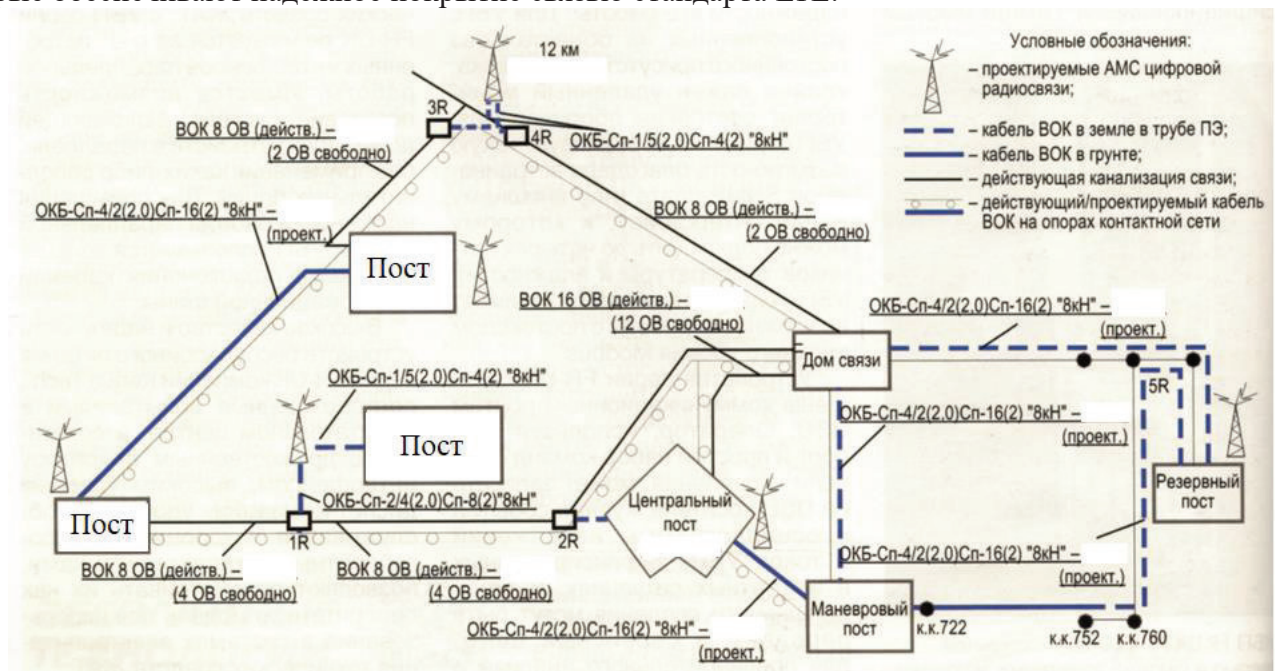 12 км
3R
ВОК 8 ОВ (действ.) –
(2 ОВ свободно)
4R
ОКБ-Сп-1/5(2.0)Сп-4(2) "8кН"
Условные обозначения:
– проектируемые АМС цифровой
радиосвязи;
– кабель ВОК в земле в трубе ПЭ;
– кабель ВОК в грунте;
– действующая канализация связи;
– действующий/проектируемый кабель
ВОК на опорах контактной сети
ОКБ-Сп-4/2(2.0)Сп-16(2) "8кН" –
(проект.)
ВОК 8 ОВ (действ.) –
(2 ОВ свободно)
Пост
ВОК 16 ОВ (действ.) –
(12 ОВ свободно)
ОКБ-Сп-4/2(2.0)Сп-16(2) "8кН" –
(проект.)
Дом связи
ОКБ-Сп-1/5(2.0)Сп-4(2) "8кН"
5R
ОКБ-Сп-4/2(2.0)Сп-16(2) "8кН" –
(проект.)
Пост
Резервный
пост
ОКБ-Сп-2/4(2.0)Сп-8(2)"8кН"
Центральный
пост
Пост
1R
2R
ОКБ-Сп-4/2(2.0)Сп-16(2) "8кН" –
(проект.)
ВОК 8 ОВ (действ.) –
(4 ОВ свободно)
ВОК 8 ОВ (действ.) –
(4 ОВ свободно)
Маневровый
пост
к.к.722
к.к.752
к.к.760
ОКБ-Сп-4/2(2.0)Сп-16(2) "8кН" –
(проект.)